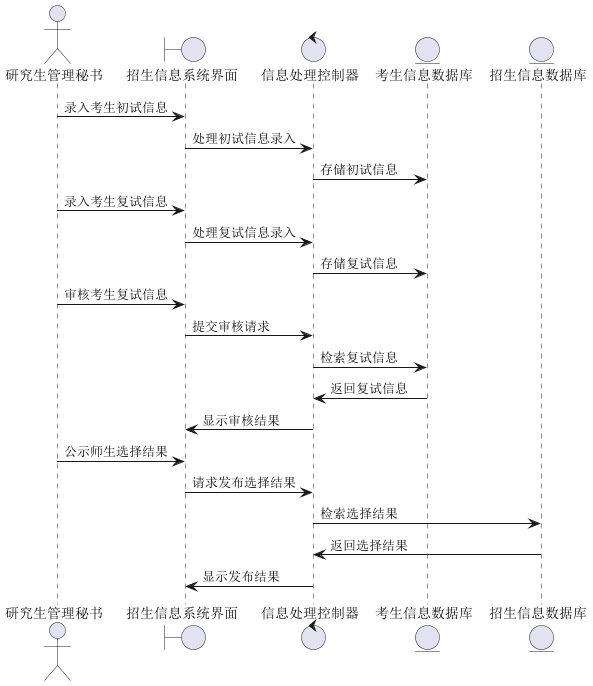 研究生管理秘书
招生信息系统界面
信息处理控制器
考生信息数据库
招生信息数据库
录入考生初试信息
处理初试信息录入
存储初试信息
录入考生复试信息
处理复试信息录入
存储复试信息
审核考生复试信息
提交审核请求
检索复试信息
返回复试信息
显示审核结果
公示师生选择结果
请求发布选择结果
检索选择结果
返回选择结果
显示发布结果
研究生管理秘书
招生信息系统界面
信息处理控制器
考生信息数据库
招生信息数据库